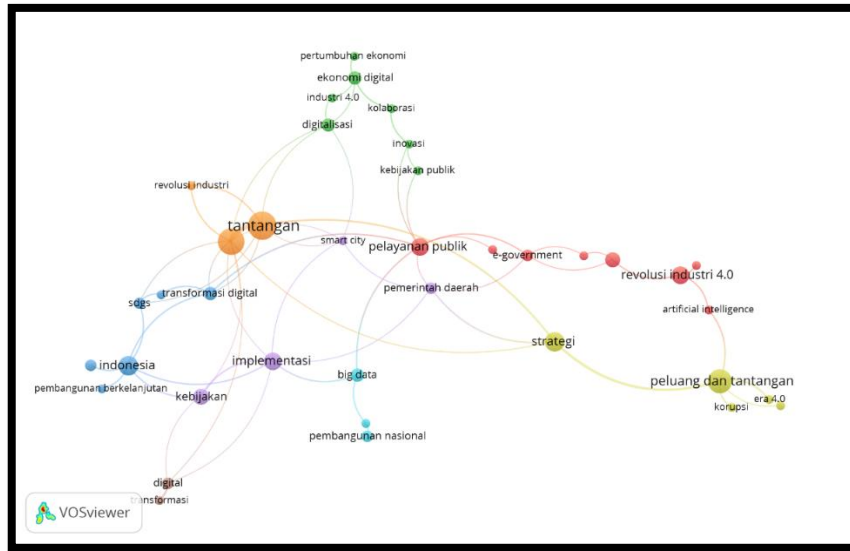 pertumbuhan ekonomi
ekonomi digital
industri 4.0
kolaborasi
digitalisasi
inovasi
kebijakan publik
revolusi industri
tantangan
smart city
pelayanan publik
e-government
revolusi industri 4.0
pemerintah daerah
sdgs
transformasi digital
artificial intelligence
strategi
indonesia
implementasi
big data
peluang dan tantangan
pembangunan berkelanjutan
kebijakan
era 4.0
korupsi
pembangunan nasional
digital
transformasi
VOSviewer